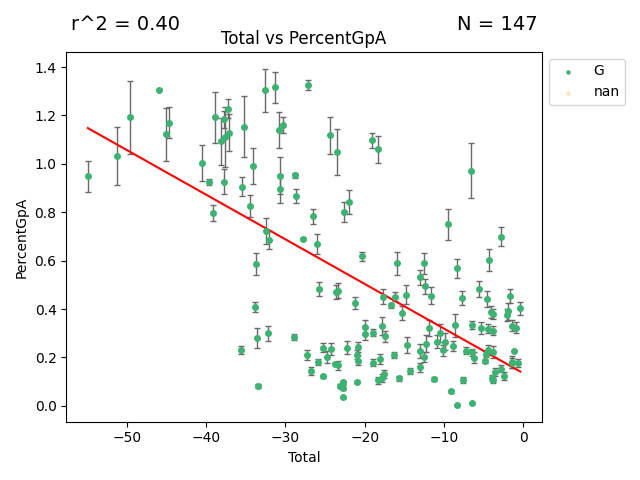 r^2 = 0.40
N = 147
Total vs PercentGpA
G
nan
PercentGpA
1.4
1.2
1.0
0.8
0.6
0.4
0.2
0.0
−50
−40
−30
−20
−10
0
Total